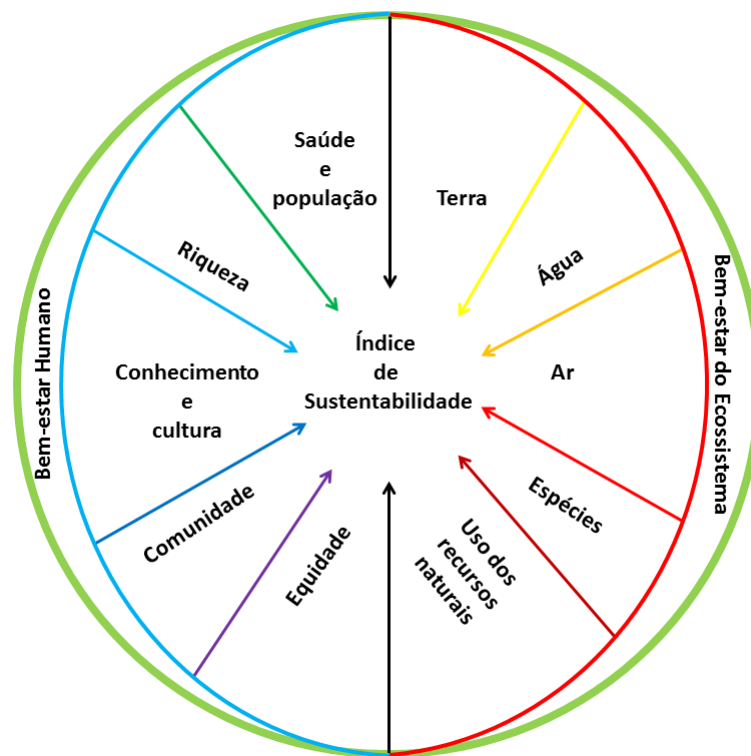 Saúde
e
população
Terra
Riqueza
Água
Bem-estar Humano
Bem-estar do Ecossistema
Índice
de
Sustentabilidade
Conhecimento
e
cultura
Ar
Comunidade
Espécies
Equidade
Uso dos
recursos
naturais